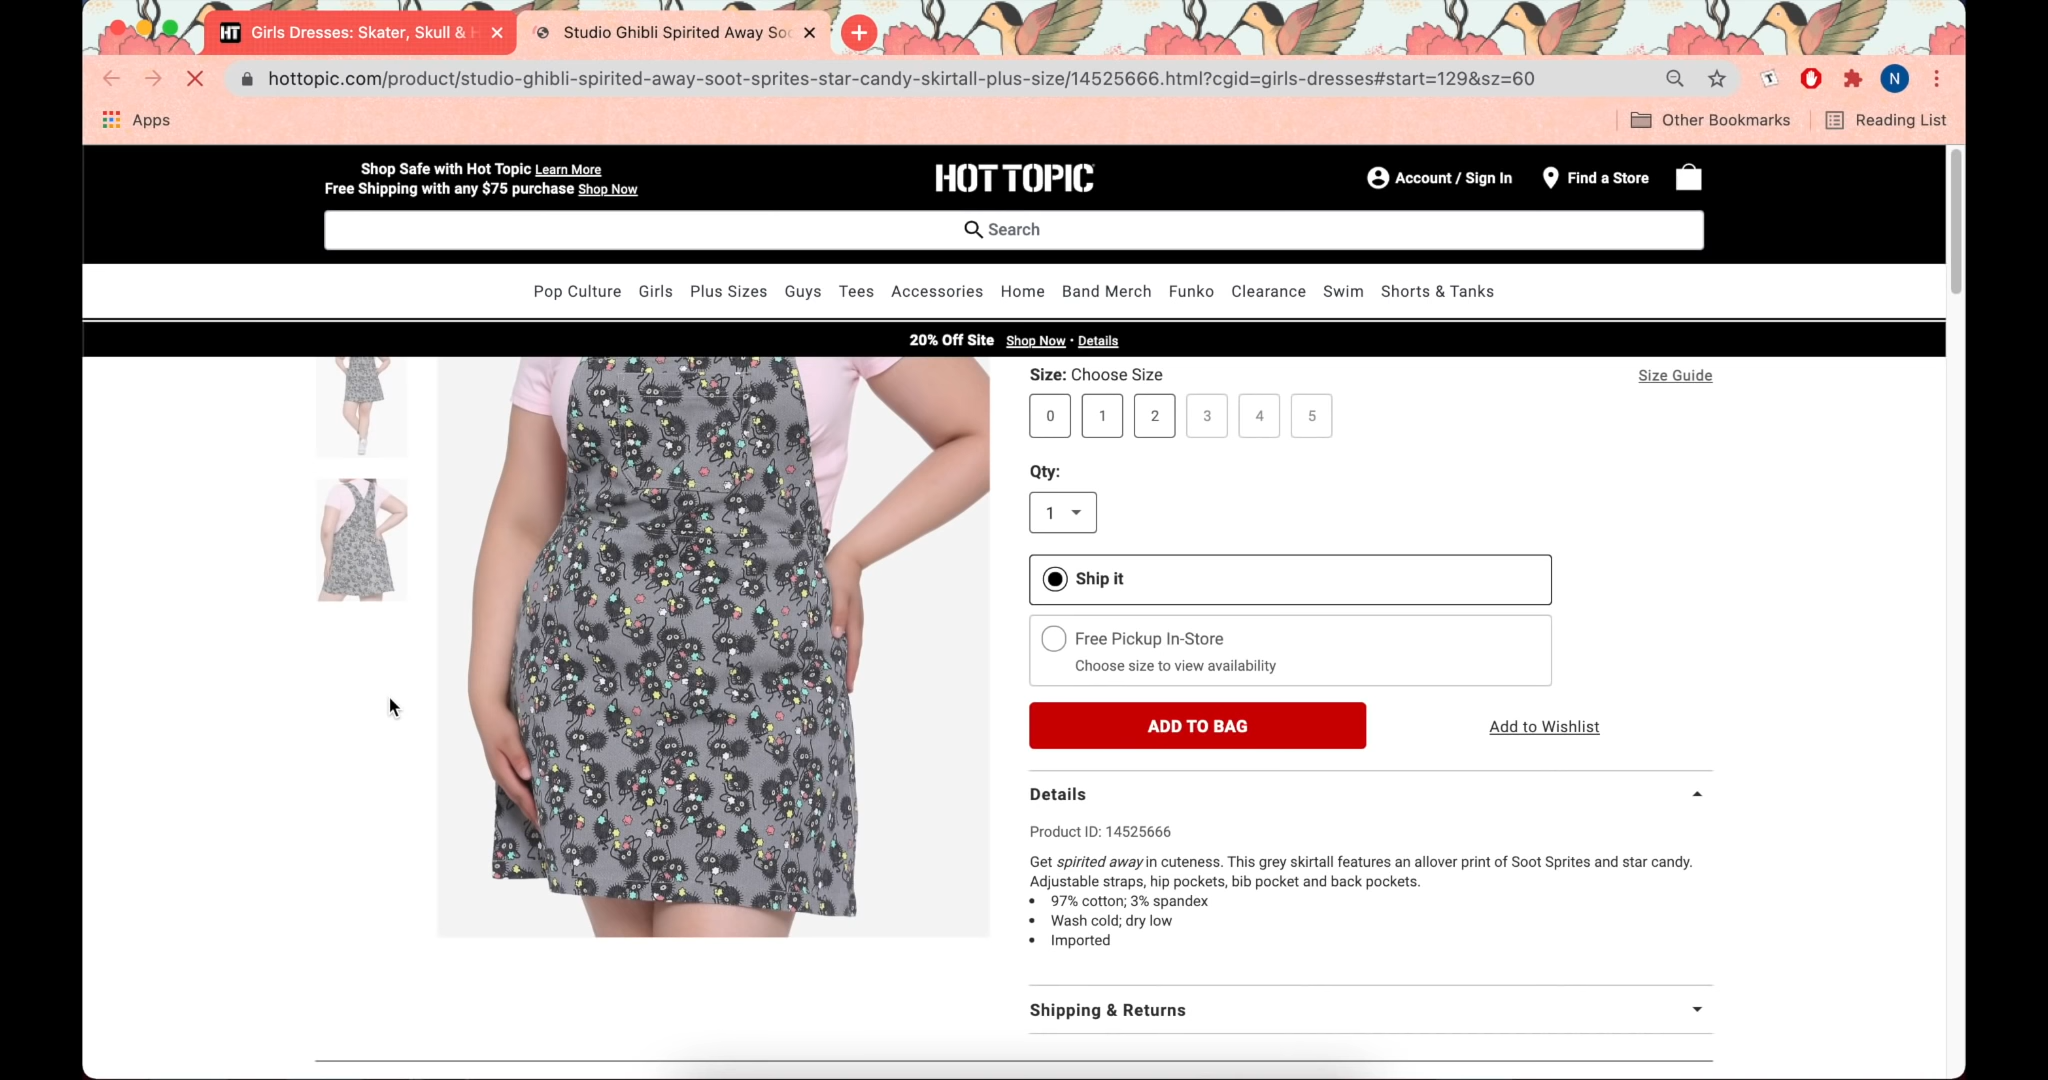 HT Girls Dresses: Skater, Skull & H
Studio Ghibli Spirited Away Soo
hottopic.com/product/studio-ghibli-spirited-away-soot-sprites-star-candy-skirtall-plus-size/14525666.html?cgid=girls-dresses#start=129&sz=60
T
N
Apps
Other Bookmarks
Reading List
Shop Safe with Hot Topic Learn More
Free Shipping with any $75 purchase Shop Now
HOT TOPIC
Account / Sign In
Find a Store
Search
Pop Culture Girls Plus Sizes Guys Tees Accessories Home Band Merch Funko Clearance Swim Shorts & Tanks
20% Off Site Shop Now • Details
Size: Choose Size
Size Guide
0 1 2 3 4 5
Qty:
1
Ship it
Free Pickup In-Store
Choose size to view availability
ADD TO BAG
Add to Wishlist
Details
Product ID: 14525666
Get spirited away in cuteness. This grey skirtall features an allover print of Soot Sprites and star candy.
Adjustable straps, hip pockets, bib pocket and back pockets.
• 97% cotton; 3% spandex
• Wash cold; dry low
• Imported
Shipping & Returns